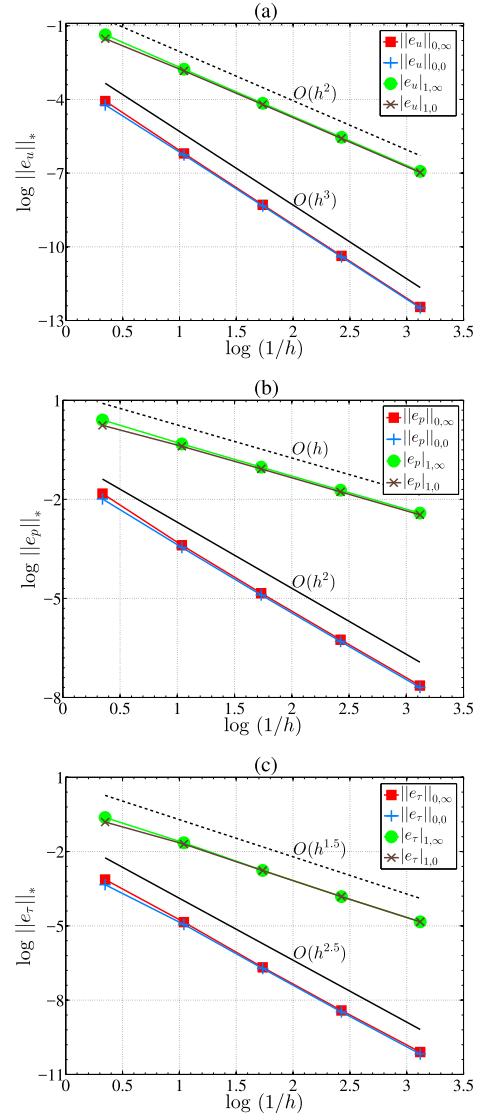 (a)
log ||e_u||_*
-1
-4
-7
-10
-13
O(h^2)
O(h^3)
||e_u||_{0,∞}
||e_u||_{0,0}
|e_u|_{1,∞}
|e_u|_{1,0}
0 0.5 1 1.5 2 2.5 3 3.5
log (1/h)
(b)
log ||e_p||_*
1
-2
-5
-8
O(h)
O(h^2)
||e_p||_{0,∞}
||e_p||_{0,0}
|e_p|_{1,∞}
|e_p|_{1,0}
0 0.5 1 1.5 2 2.5 3 3.5
log (1/h)
(c)
log ||e_τ||_*
1
-2
-5
-8
-11
O(h^{1.5})
O(h^{2.5})
||e_τ||_{0,∞}
||e_τ||_{0,0}
|e_τ|_{1,∞}
|e_τ|_{1,0}
0 0.5 1 1.5 2 2.5 3 3.5
log (1/h)